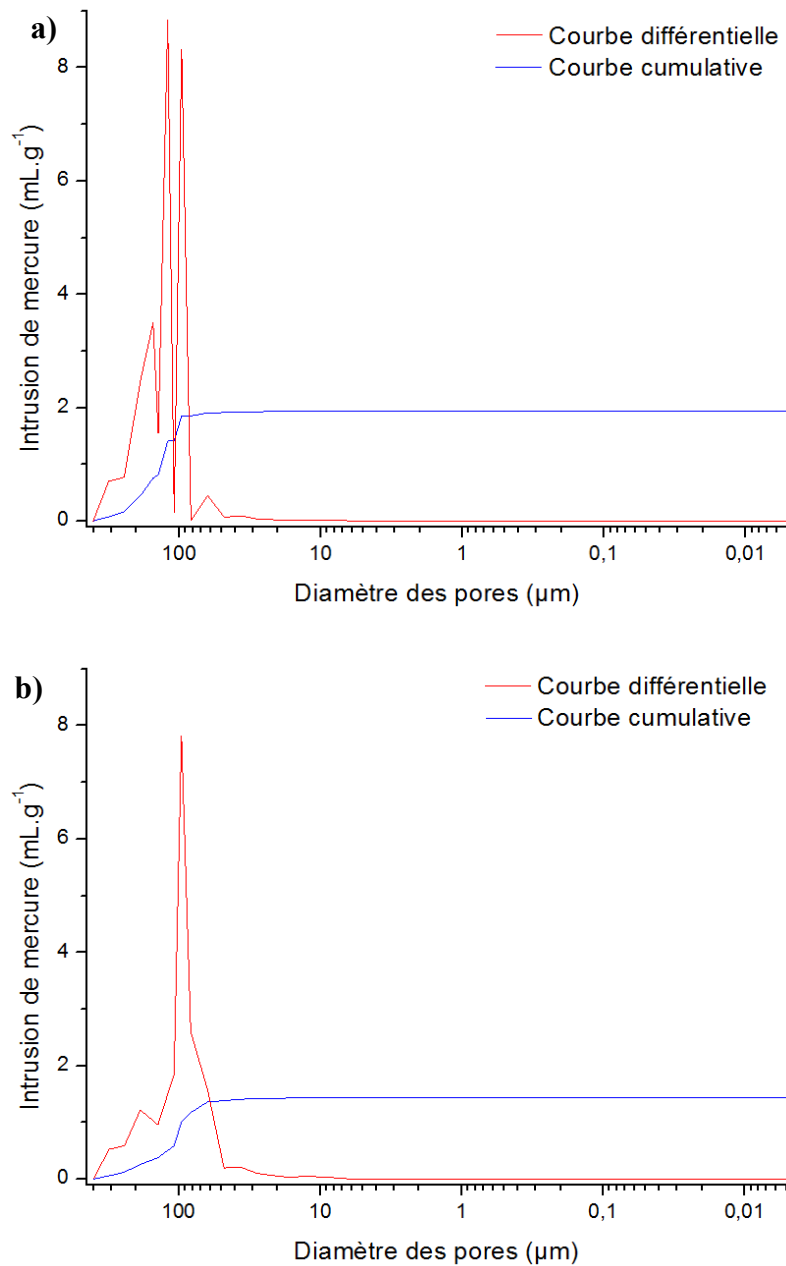 a)
Courbe différentielle
Courbe cumulative
Intrusion de mercure (mL.g⁻¹)
8
6
4
2
0
100 10 1 0,1 0,01
Diamètre des pores (µm)
b)
Courbe différentielle
Courbe cumulative
Intrusion de mercure (mL.g⁻¹)
8
6
4
2
0
100 10 1 0,1 0,01
Diamètre des pores (µm)